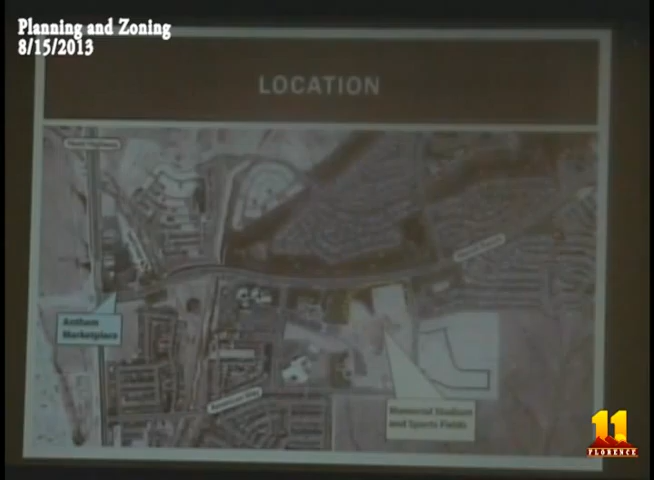 Planning and Zoning
8/15/2013
LOCATION
Anthem
Marketplace
Memorial Stadium
and Sports Fields
11
FLORENCE